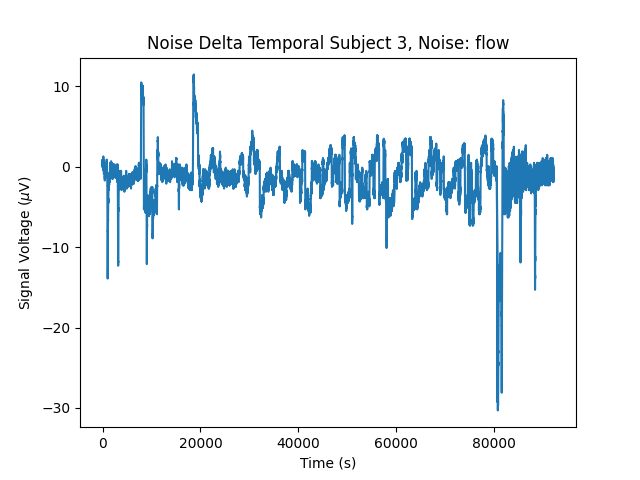 Noise Delta Temporal Subject 3, Noise: flow
10
0
−10
−20
−30
Signal Voltage (μV)
0 20000 40000 60000 80000
Time (s)